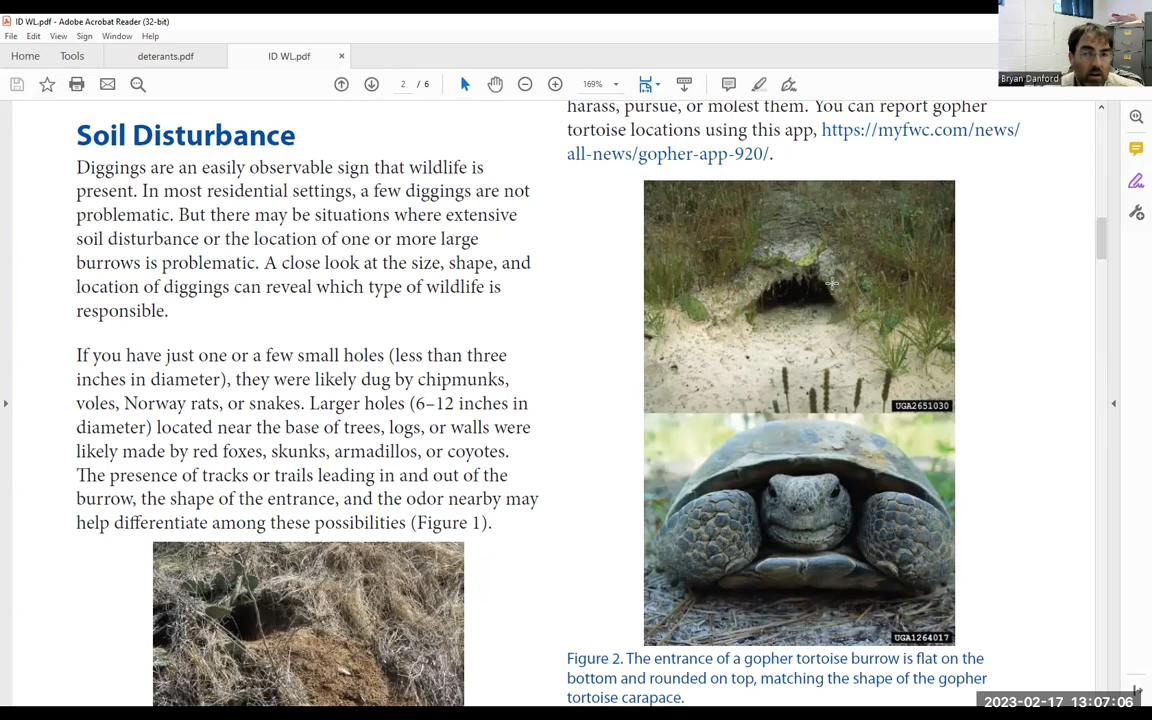 ID WL.pdf - Adobe Acrobat Reader (32-bit)
File Edit View Sign Window Help
Home Tools deterants.pdf ID WL.pdf ×
2 / 6 169%
Bryan Danford
Soil Disturbance
Diggings are an easily observable sign that wildlife is
present. In most residential settings, a few diggings are not
problematic. But there may be situations where extensive
soil disturbance or the location of one or more large
burrows is problematic. A close look at the size, shape, and
location of diggings can reveal which type of wildlife is
responsible.
If you have just one or a few small holes (less than three
inches in diameter), they were likely dug by chipmunks,
voles, Norway rats, or snakes. Larger holes (6–12 inches in
diameter) located near the base of trees, logs, or walls were
likely made by red foxes, skunks, armadillos, or coyotes.
The presence of tracks or trails leading in and out of the
burrow, the shape of the entrance, and the odor nearby may
help differentiate among these possibilities (Figure 1).
harass, pursue, or molest them. You can report gopher
tortoise locations using this app, https://myfwc.com/news/
all-news/gopher-app-920/.
UGA2651030
UGA1264017
Figure 2. The entrance of a gopher tortoise burrow is flat on the
bottom and rounded on top, matching the shape of the gopher
tortoise carapace.
2023-02-17 13:07:06